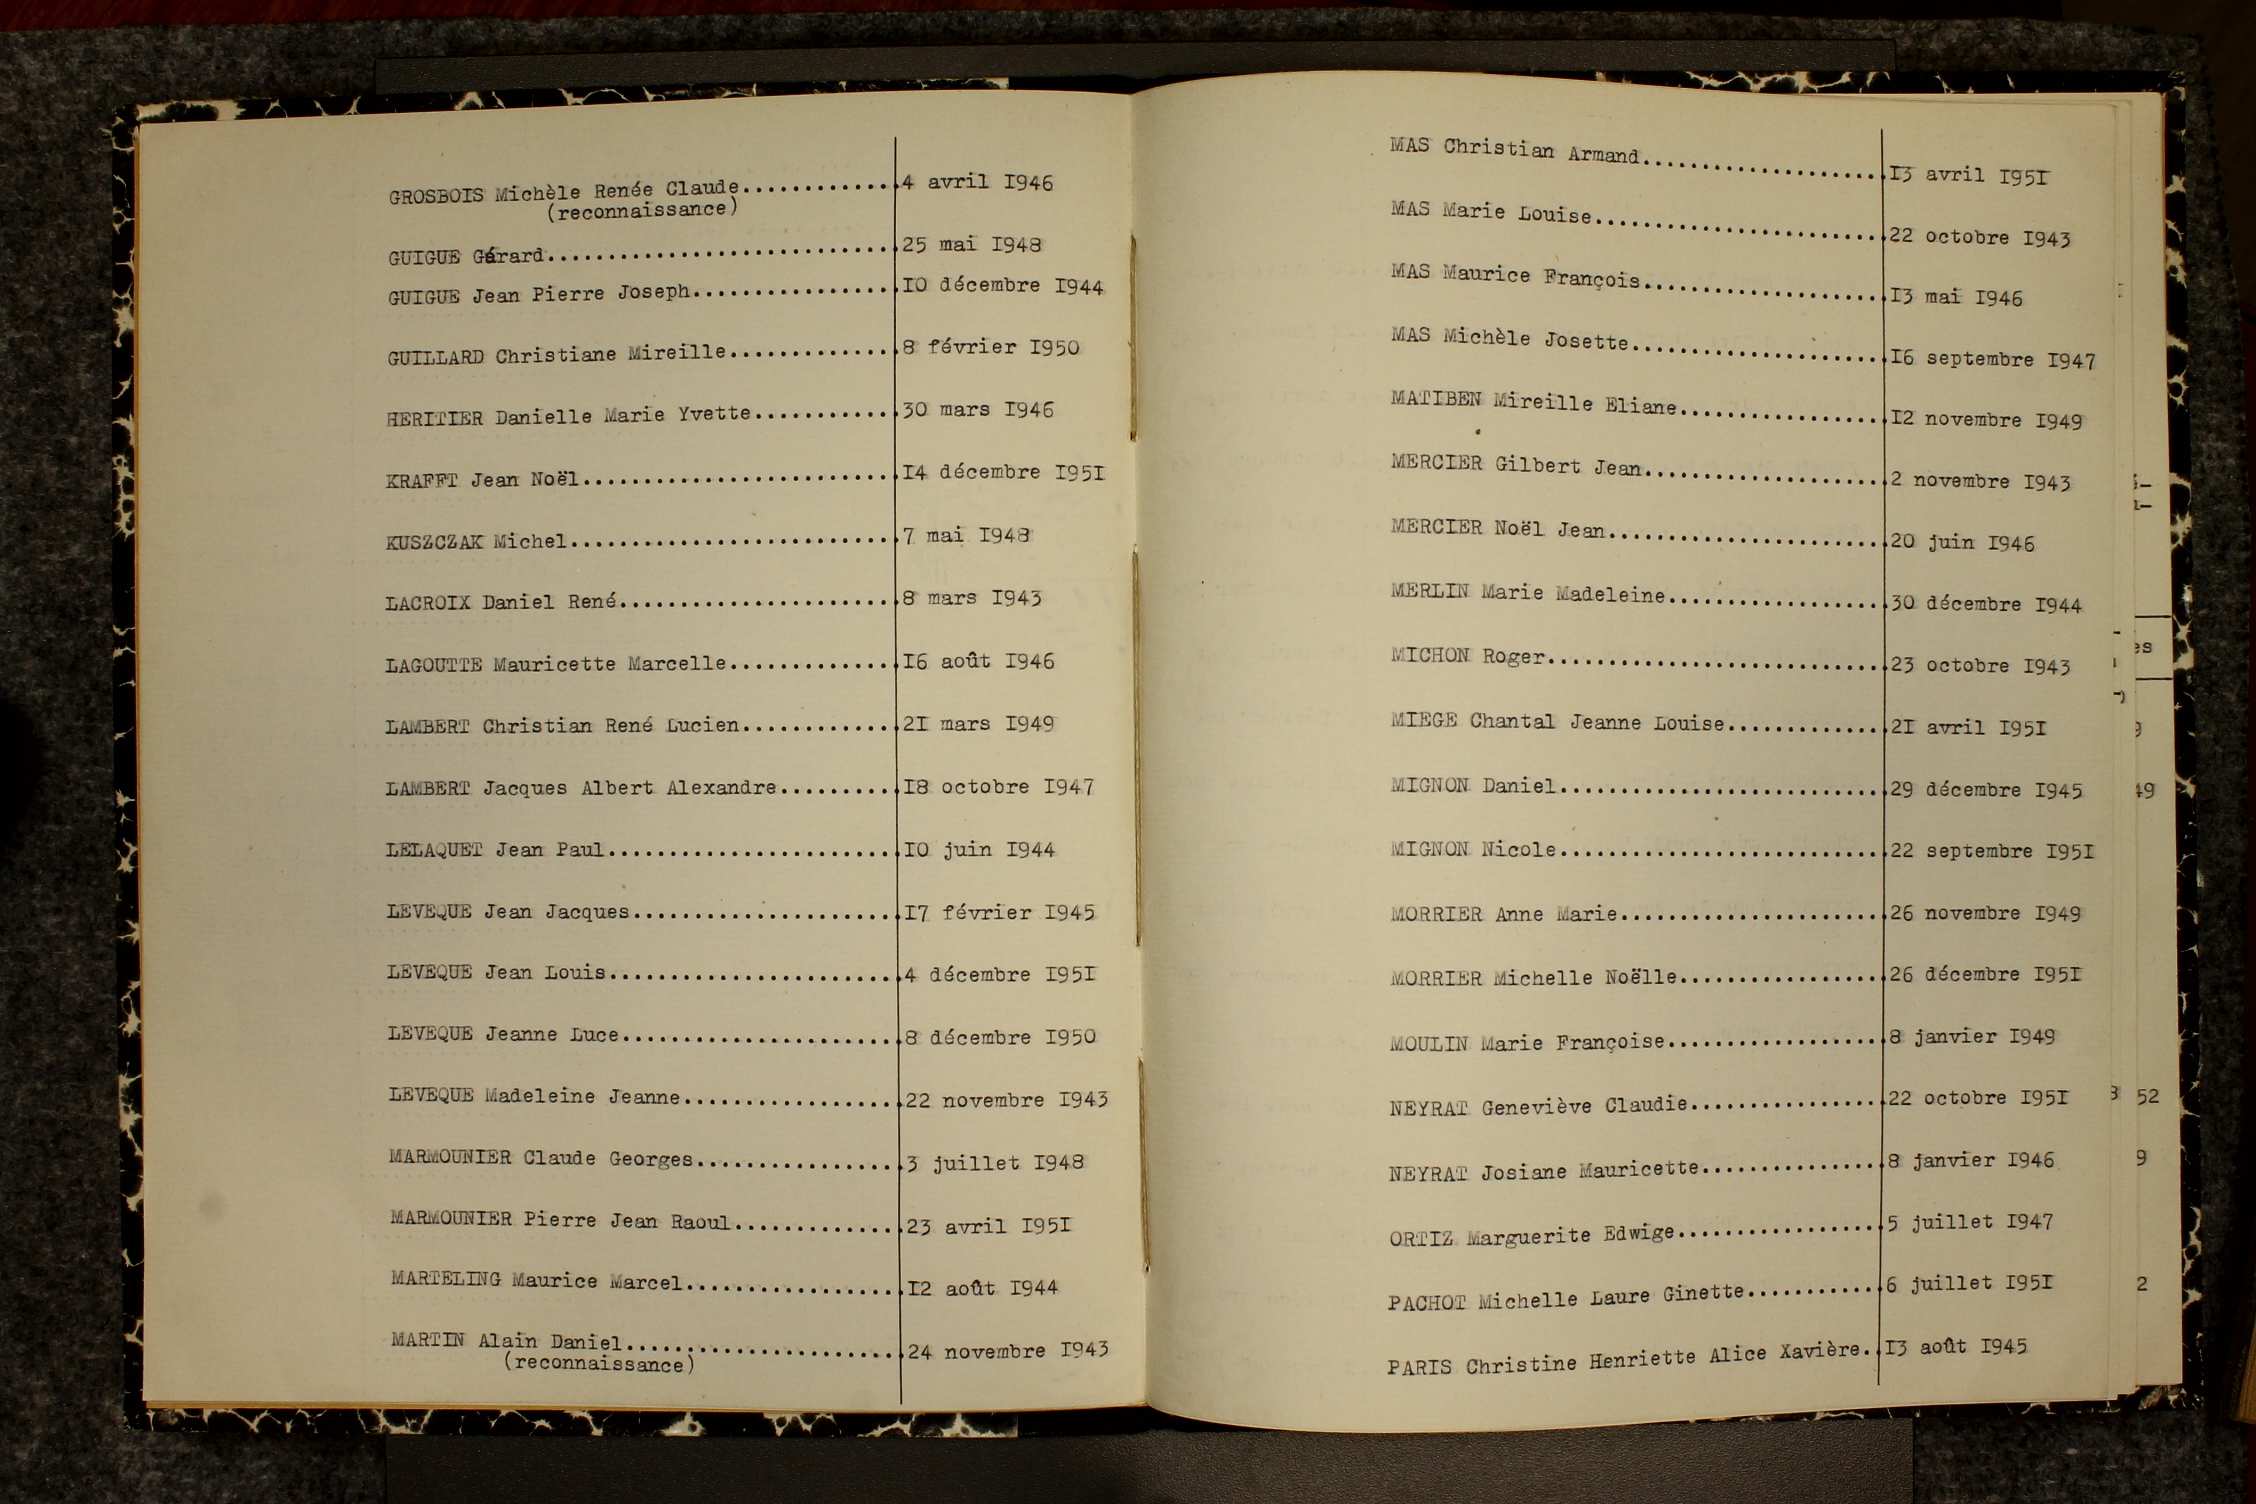 GROSBOIS Michèle Renée Claude.............4 avril I946
(reconnaissance)
GUIGUE Gérard.............................25 mai I948
GUIGUE Jean Pierre Joseph.................IO décembre I944
GUILLARD Christiane Mireille..............8 février I950
HERITIER Danielle Marie Yvette............30 mars I946
KRAFFT Jean Noël..........................I4 décembre I95I
KUSZCZAK Michel...........................7 mai I948
LACROIX Daniel René.......................8 mars I943
LAGOUTTE Mauricette Marcelle..............I6 août I946
LAMBERT Christian René Lucien.............2I mars I949
LAMBERT Jacques Albert Alexandre..........I8 octobre I947
LELAQUET Jean Paul........................IO juin I944
LEVEQUE Jean Jacques......................I7 février I945
LEVEQUE Jean Louis........................4 décembre I95I
LEVEQUE Jeanne Luce.......................8 décembre I950
LEVEQUE Madeleine Jeanne..................22 novembre I943
MARMOUNIER Claude Georges.................3 juillet I948
MARMOUNIER Pierre Jean Raoul..............23 avril I95I
MARTELING Maurice Marcel..................I2 août I944
MARTIN Alain Daniel.......................24 novembre I943
(reconnaissance)
MAS Christian Armand....................I3 avril I95I
MAS Marie Louise........................22 octobre I943
MAS Maurice François....................I3 mai I946
MAS Michèle Josette.....................I6 septembre I947
MATIBEN Mireille Eliane.................I2 novembre I949
MERCIER Gilbert Jean....................2 novembre I943
MERCIER Noël Jean.......................20 juin I946
MERLIN Marie Madeleine..................30 décembre I944
MICHON Roger............................23 octobre I943
MIEGE Chantal Jeanne Louise.............2I avril I95I
MIGNON Daniel...........................29 décembre I945
MIGNON Nicole...........................22 septembre I95I
MORRIER Anne Marie......................26 novembre I949
MORRIER Michelle Noëlle.................26 décembre I95I
MOULIN Marie Françoise..................8 janvier I949
NEYRAT Geneviève Claudie................22 octobre I95I
NEYRAT Josiane Mauricette...............8 janvier I946
ORTIZ Marguerite Edwige.................5 juillet I947
PACHOT Michelle Laure Ginette...........6 juillet I95I
PARIS Christine Henriette Alice Xavière..I3 août I945
es
9
49
52
9
2